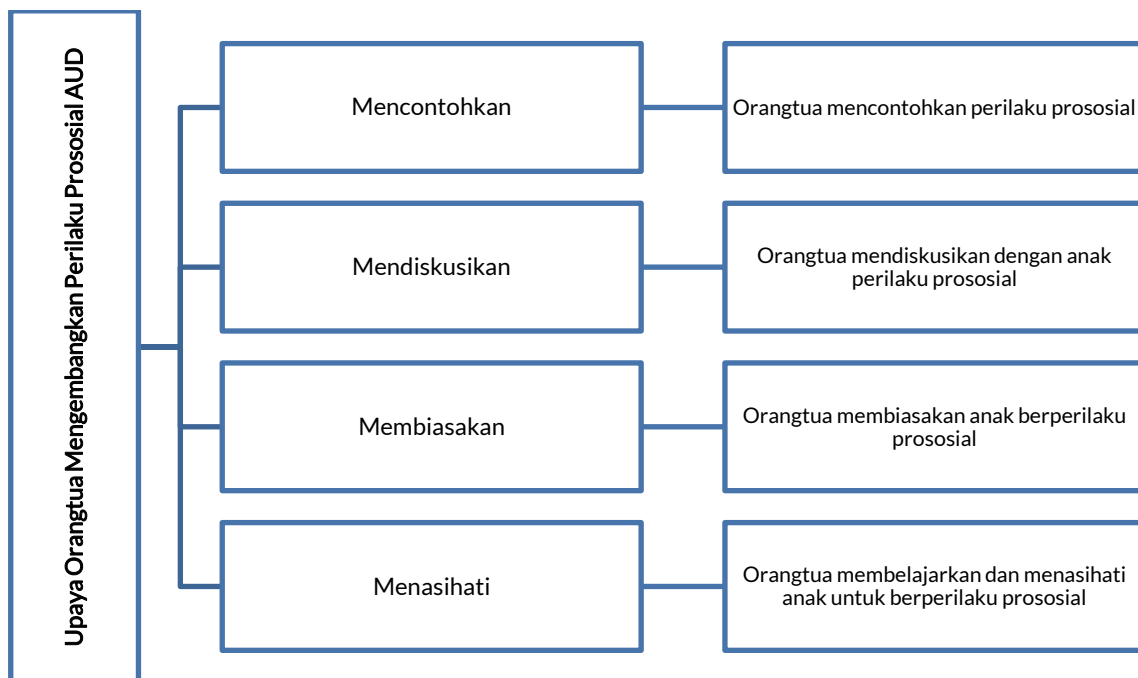 Upaya Orangtua Mengembangkan Perilaku Prososial AUD
Mencontohkan
Orangtua mencontohkan perilaku prososial
Mendiskusikan
Orangtua mendiskusikan dengan anak
perilaku prososial
Membiasakan
Orangtua membiasakan anak berperilaku
prososial
Menasihati
Orangtua membelajarkan dan menasihati
anak untuk berperilaku prososial